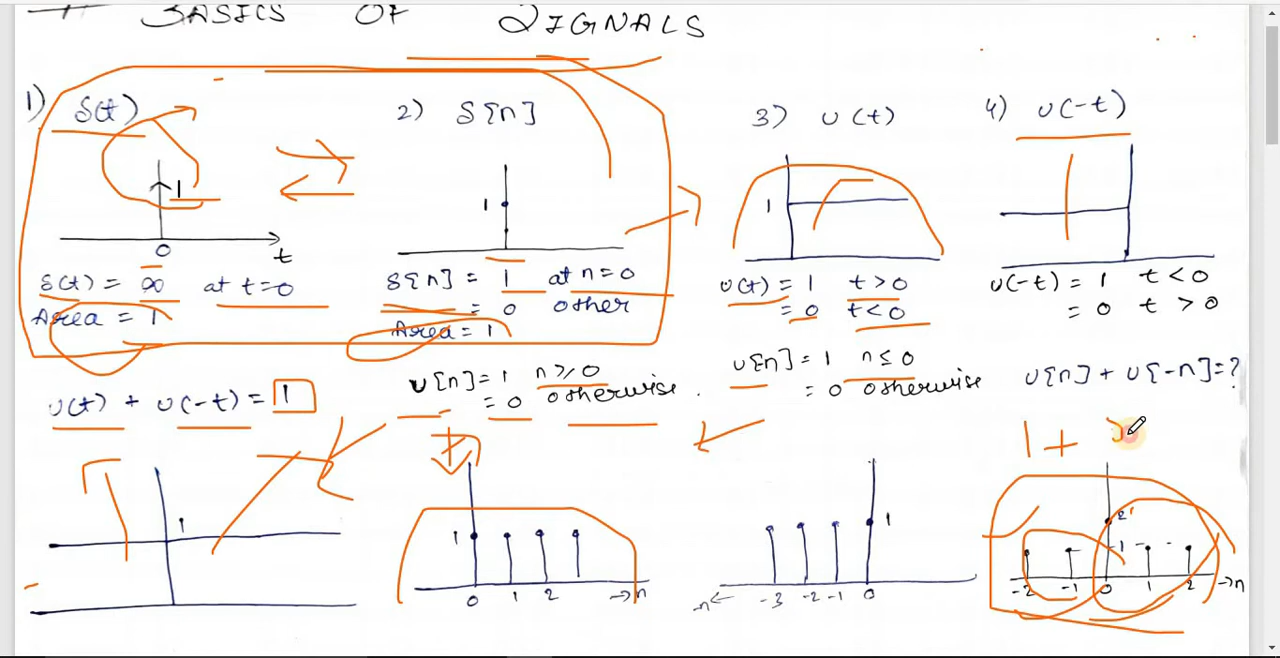 # BASICS OF SIGNALS
1) δ(t)
1
0
t
δ(t) = ∞ at t=0
Area = 1
2) δ[n]
1
δ[n] = 1 at n=0
= 0 other
Area = 1
3) u(t)
1
u(t) = 1 t>0
= 0 t<0
4) u(-t)
u(-t) = 1 t<0
= 0 t>0
u(t) + u(-t) = 1
1
u[n] = 1 n≥0
= 0 otherwise
1
0 1 2 →n
u[n] = 1 n≤0
= 0 otherwise
1
-n← -3 -2 -1 0
u[n] + u[-n] = ?
1 +
2
1
-2 -1 0 1 2 →n